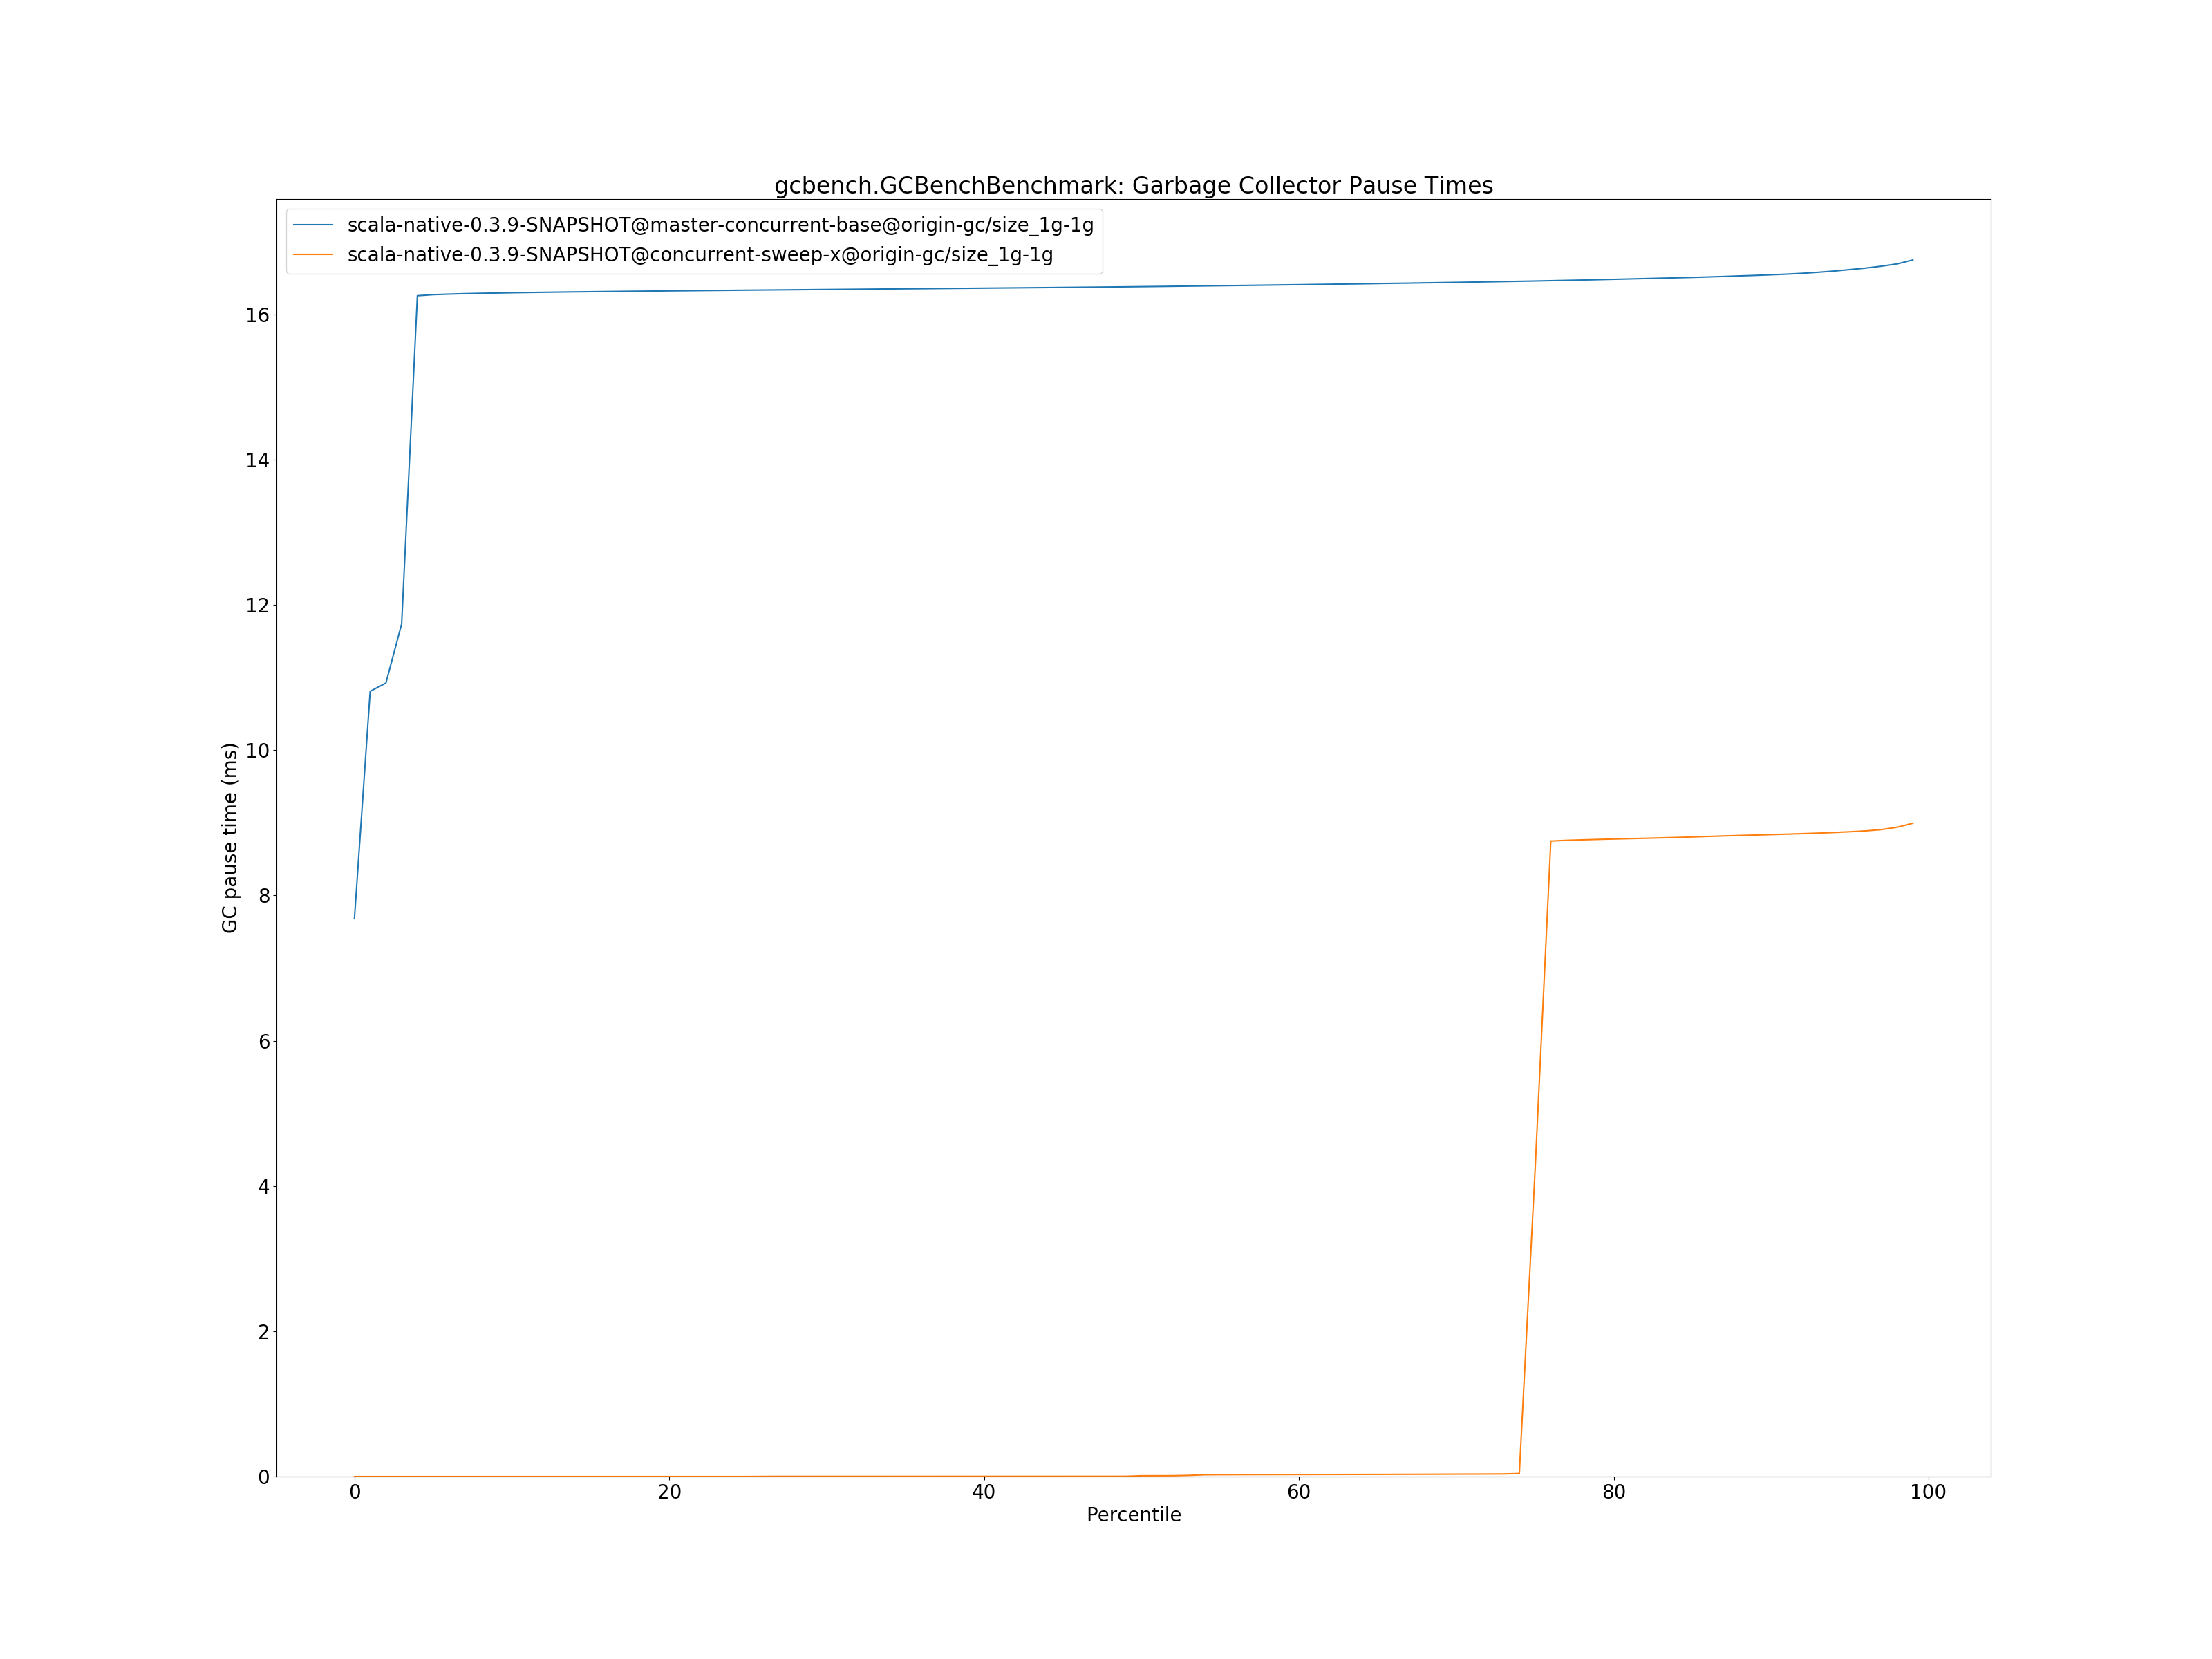 gcbench.GCBenchBenchmark: Garbage Collector Pause Times
scala-native-0.3.9-SNAPSHOT@master-concurrent-base@origin-gc/size_1g-1g
scala-native-0.3.9-SNAPSHOT@concurrent-sweep-x@origin-gc/size_1g-1g
GC pause time (ms)
16
14
12
10
8
6
4
2
0
0 20 40 60 80 100
Percentile